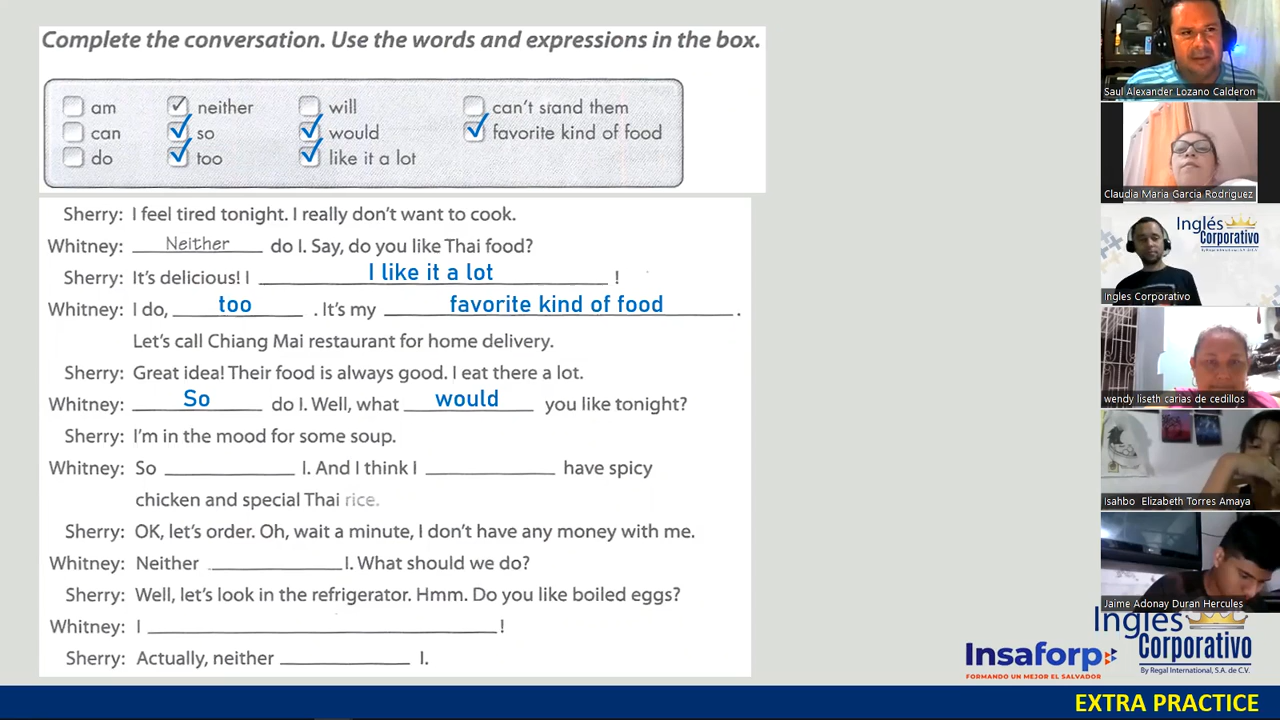 Complete the conversation. Use the words and expressions in the box.
am neither will can't stand them
can so would favorite kind of food
do too like it a lot
Sherry: I feel tired tonight. I really don't want to cook.
Whitney: Neither do I. Say, do you like Thai food?
Sherry: It's delicious! I I like it a lot !
Whitney: I do, too . It's my favorite kind of food .
Let's call Chiang Mai restaurant for home delivery.
Sherry: Great idea! Their food is always good. I eat there a lot.
Whitney: So do I. Well, what would you like tonight?
Sherry: I'm in the mood for some soup.
Whitney: So ____ I. And I think I ____ have spicy
chicken and special Thai rice.
Sherry: OK, let's order. Oh, wait a minute, I don't have any money with me.
Whitney: Neither ____ I. What should we do?
Sherry: Well, let's look in the refrigerator. Hmm. Do you like boiled eggs?
Whitney: I ____ !
Sherry: Actually, neither ____ I.
Saul Alexander Lozano Calderon
Claudia Maria Garcia Rodriguez
Inglés
Corporativo
By Regal International, S.A. de C.V.
Ingles Corporativo
wendy liseth carias de cedillos
Isahbo Elizabeth Torres Amaya
Jaime Adonay Duran Hercules
Insaforp
FORMANDO UN MEJOR EL SALVADOR
Inglés
Corporativo
By Regal International, S.A. de C.V.
EXTRA PRACTICE